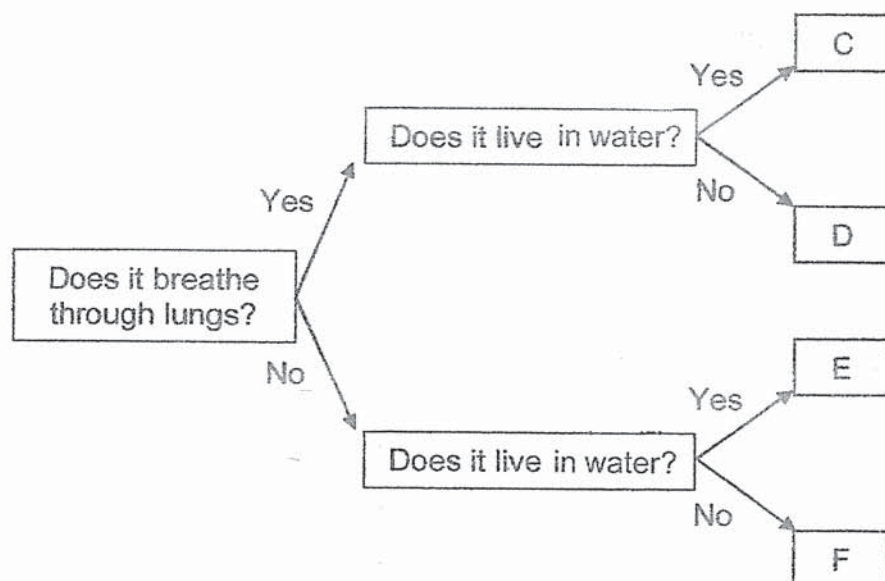 C
Yes
Does it live in water?
No
Yes
D
Does it breathe
through lungs?
No
E
Yes
Does it live in water?
No
F